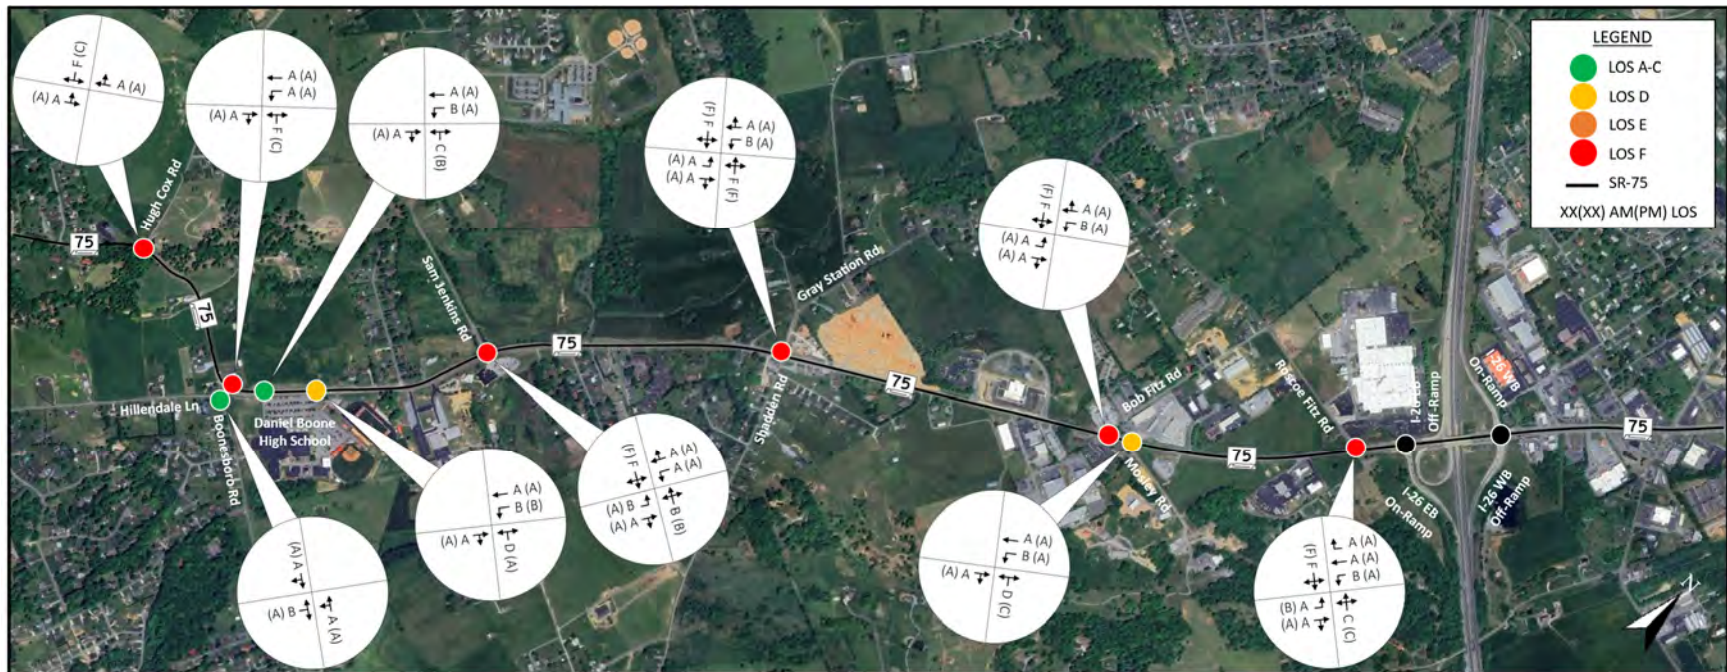 LEGEND
LOS A-C
LOS D
LOS E
LOS F
SR-75
XX(XX) AM(PM) LOS
F (C)
A (A)
(A) A
Hugh Cox Rd
75
75
A (A)
A (A)
(A) A
F (C)
A (A)
B (A)
(A) A
C (B)
Hillendale Ln
Boonesboro Rd
Daniel Boone
High School
(A) A
(A) B
A (A)
A (A)
B (B)
(A) A
D (A)
Sam Jenkins Rd
75
(F) F
A (A)
A (A)
(A) B
(A) A
B (B)
(F) F
A (A)
B (A)
(A) A
(A) A
F (F)
Gray Station Rd
Shadden Rd
75
(F) F
A (A)
B (A)
(A) A
(A) A
Bob Fitz Rd
Mosley Rd
A (A)
B (A)
(A) A
D (C)
75
Roscoe Fitz Rd
(F) F
A (A)
A (A)
B (A)
(B) A
(A) A
C (C)
I-26 EB
Off-Ramp
I-26 EB
On-Ramp
I-26 WB
On-Ramp
I-26 WB
Off-Ramp
75
N